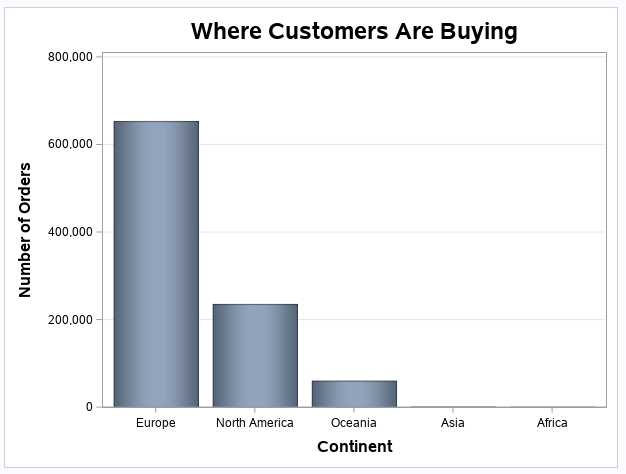 Where Customers Are Buying
Number of Orders
800,000
600,000
400,000
200,000
0
Europe
North America
Oceania
Asia
Africa
Continent